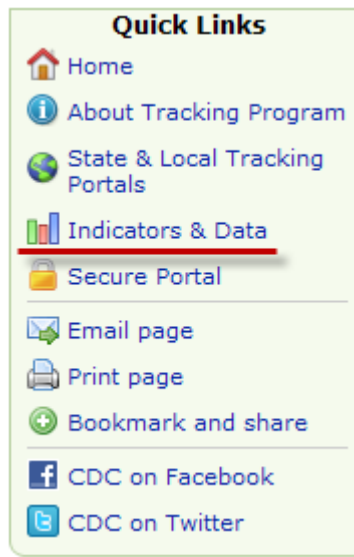 Quick Links
Home
About Tracking Program
State & Local Tracking
Portals
Indicators & Data
Secure Portal
Email page
Print page
Bookmark and share
CDC on Facebook
CDC on Twitter